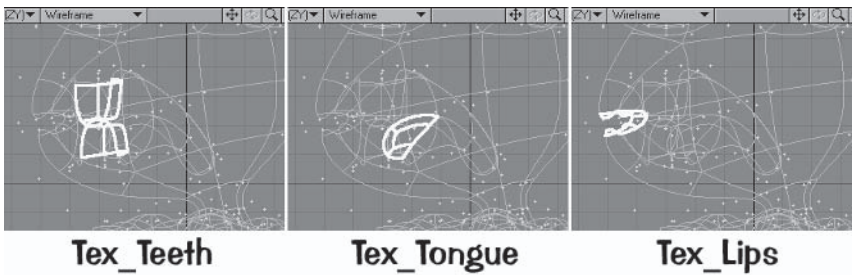 (ZY) Wireframe
(ZY) Wireframe
(ZY) Wireframe
Tex_Teeth
Tex_Tongue
Tex_Lips